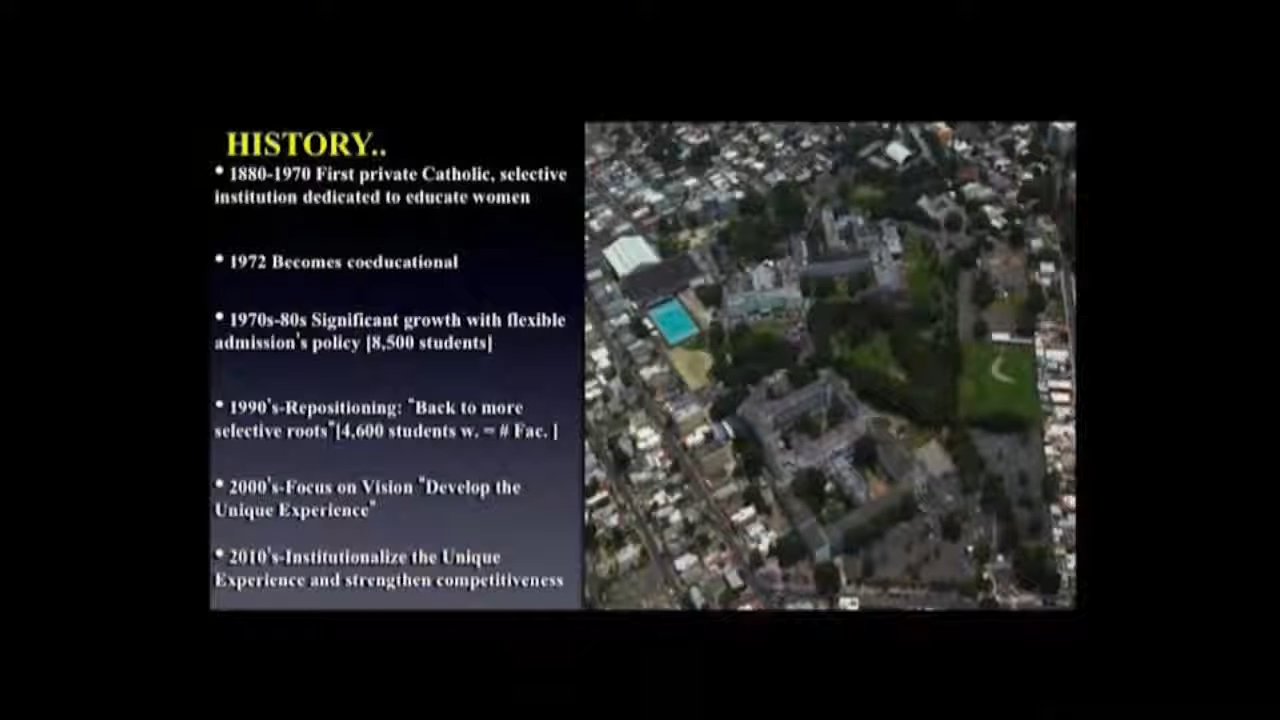 HISTORY..
• 1880-1970 First private Catholic, selective
institution dedicated to educate women
• 1972 Becomes coeducational
• 1970s-80s Significant growth with flexible
admission's policy [8,500 students]
• 1990's-Repositioning: "Back to more
selective roots"[4,600 students w. = # Fac. ]
• 2000's-Focus on Vision "Develop the
Unique Experience"
• 2010's-Institutionalize the Unique
Experience and strengthen competitiveness